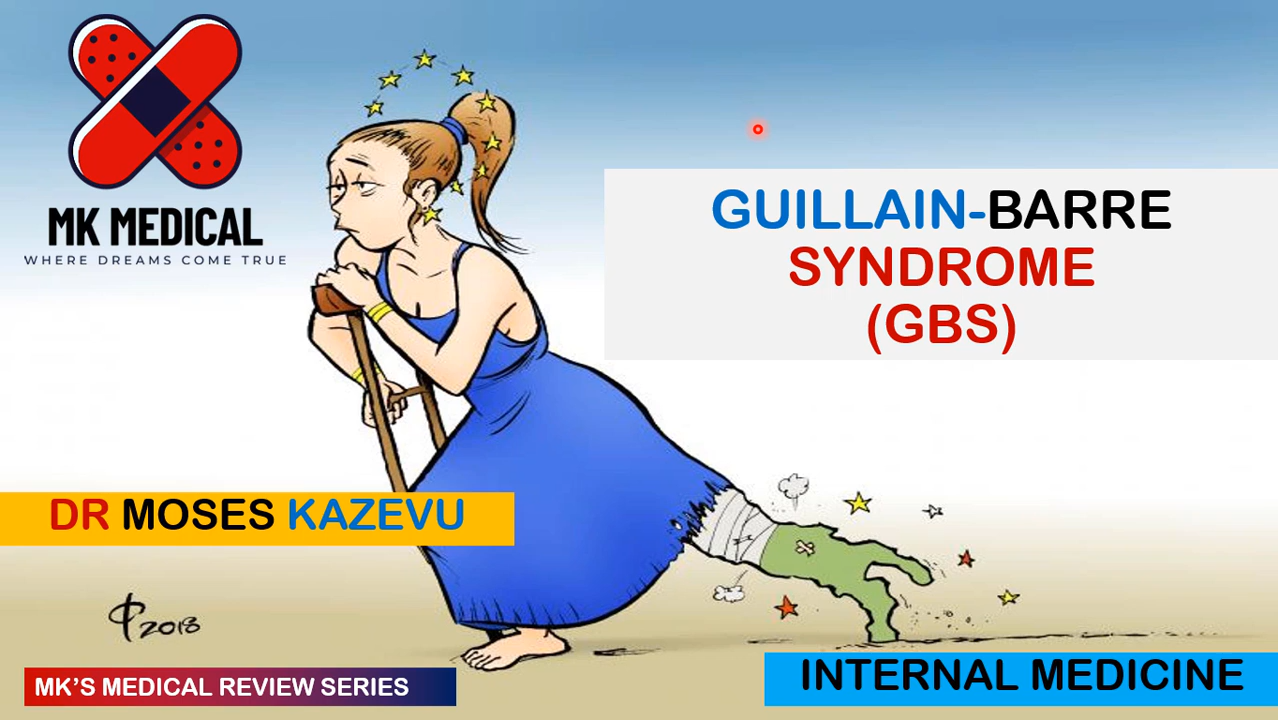 MK MEDICAL
WHERE DREAMS COME TRUE
GUILLAIN-BARRE
SYNDROME
(GBS)
DR MOSES KAZEVU
2018
MK'S MEDICAL REVIEW SERIES
INTERNAL MEDICINE